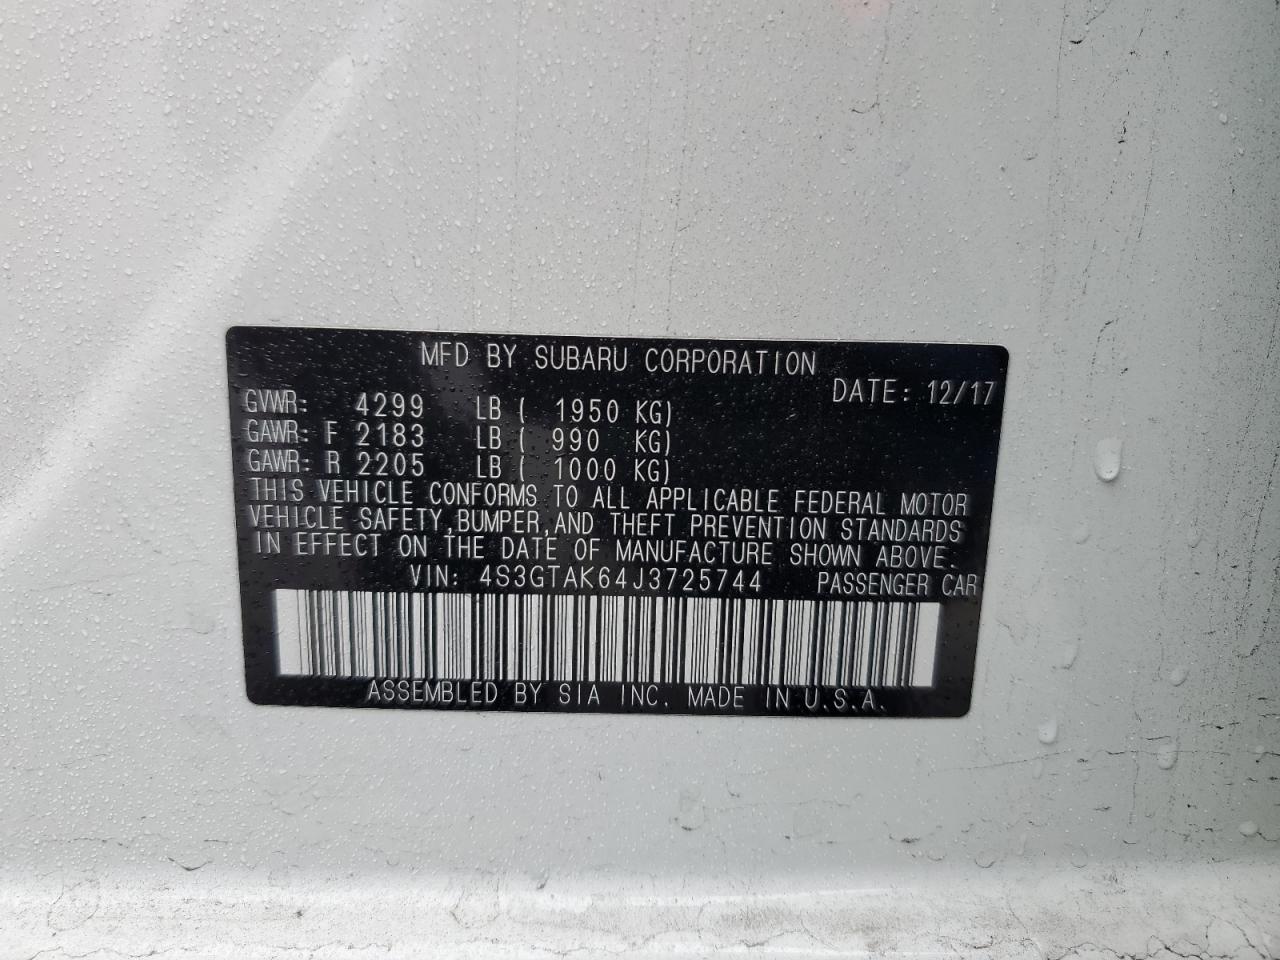 MFD BY SUBARU CORPORATION
DATE: 12/17
GVWR: 4299 LB ( 1950 KG)
GAWR: F 2183 LB ( 990 KG)
GAWR: R 2205 LB ( 1000 KG)
THIS VEHICLE CONFORMS TO ALL APPLICABLE FEDERAL MOTOR
VEHICLE SAFETY,BUMPER,AND THEFT PREVENTION STANDARDS
IN EFFECT ON THE DATE OF MANUFACTURE SHOWN ABOVE.
VIN: 4S3GTAK64J3725744 PASSENGER CAR
ASSEMBLED BY SIA INC. MADE IN U.S.A.